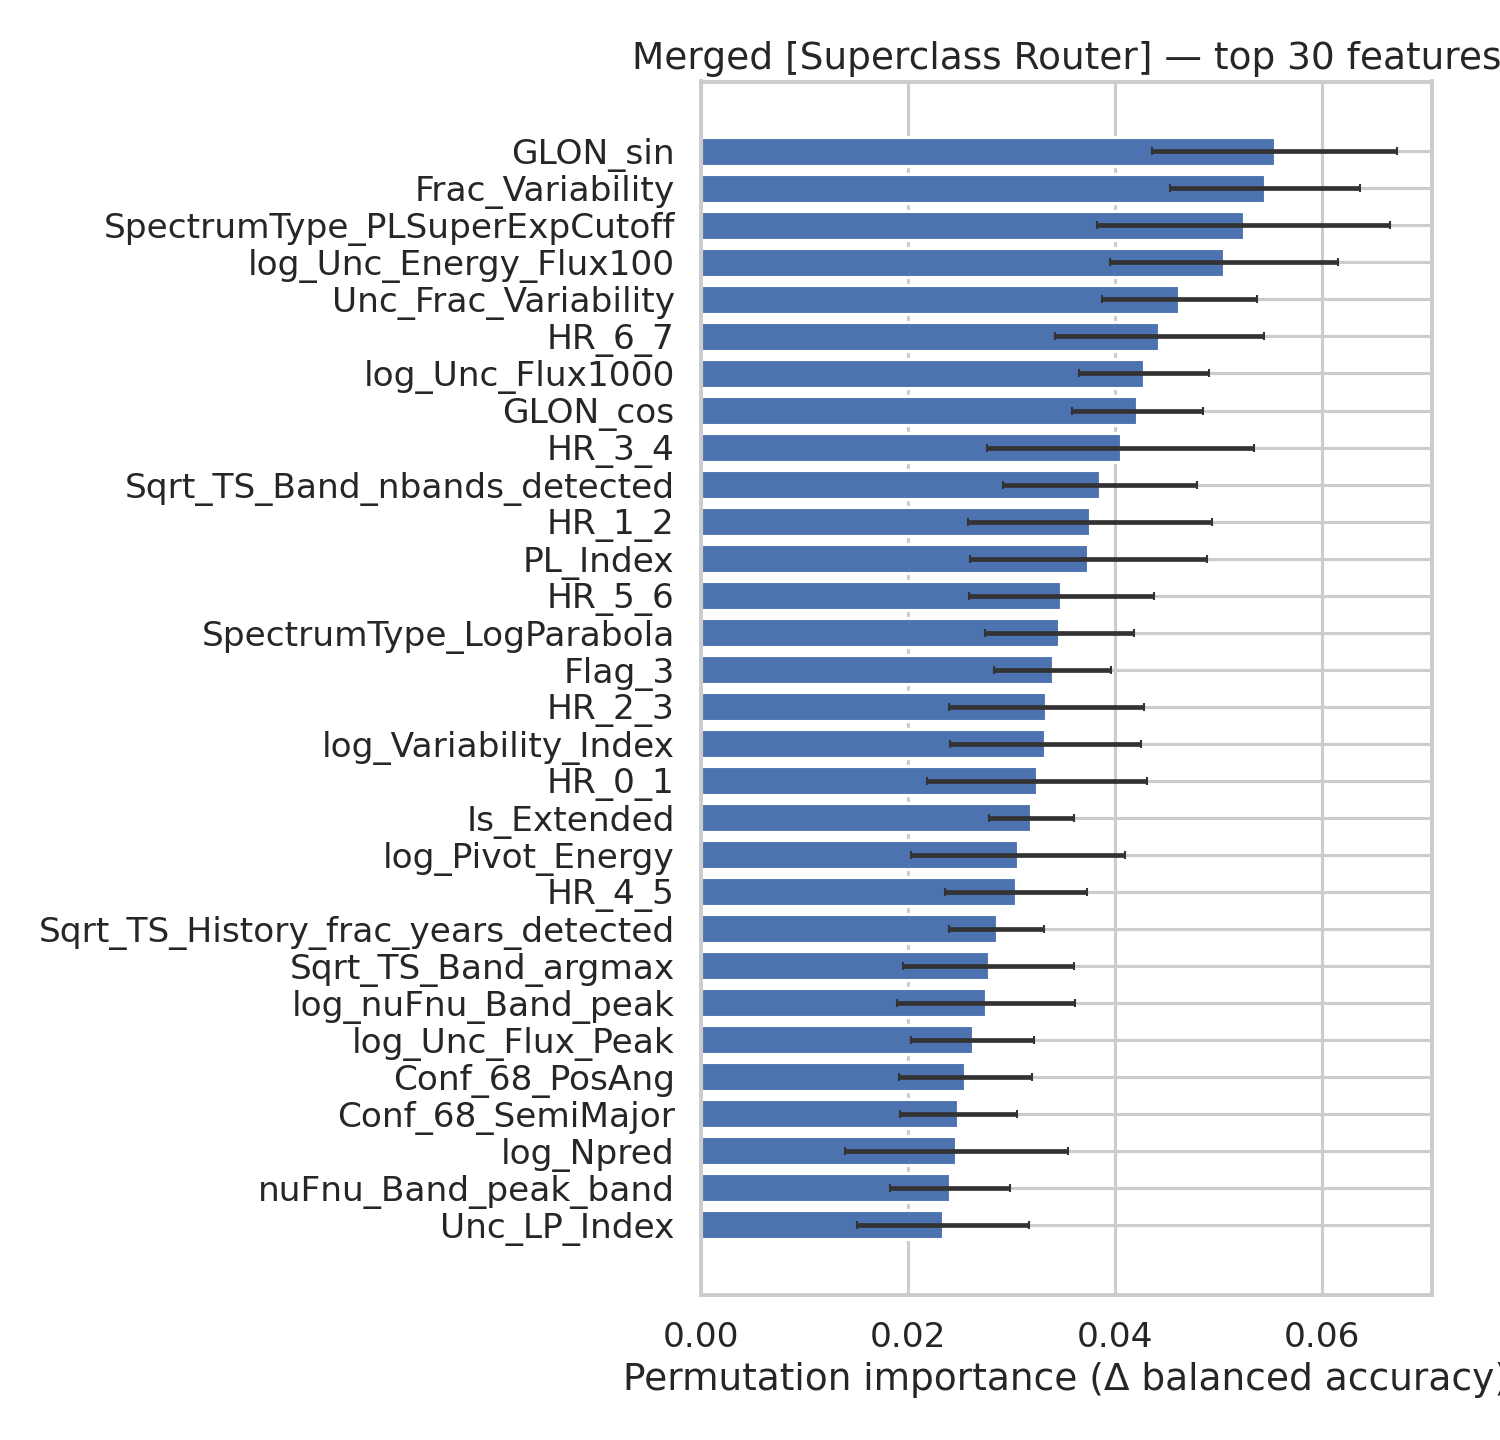 Merged [Superclass Router] — top 30 features
GLON_sin
Frac_Variability
SpectrumType_PLSuperExpCutoff
log_Unc_Energy_Flux100
Unc_Frac_Variability
HR_6_7
log_Unc_Flux1000
GLON_cos
HR_3_4
Sqrt_TS_Band_nbands_detected
HR_1_2
PL_Index
HR_5_6
SpectrumType_LogParabola
Flag_3
HR_2_3
log_Variability_Index
HR_0_1
Is_Extended
log_Pivot_Energy
HR_4_5
Sqrt_TS_History_frac_years_detected
Sqrt_TS_Band_argmax
log_nuFnu_Band_peak
log_Unc_Flux_Peak
Conf_68_PosAng
Conf_68_SemiMajor
log_Npred
nuFnu_Band_peak_band
Unc_LP_Index
0.00 0.02 0.04 0.06
Permutation importance (Δ balanced accuracy)